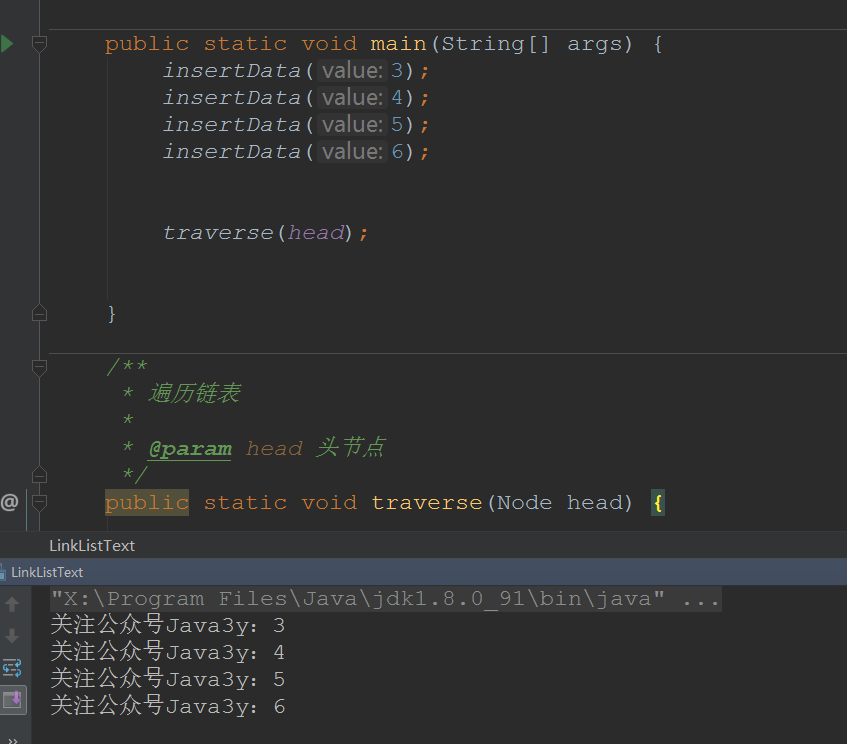 public static void main(String[] args) {
insertData(value: 3);
insertData(value: 4);
insertData(value: 5);
insertData(value: 6);
traverse(head);
}
/**
* 遍历链表
*
* @param head 头节点
*/
@ public static void traverse(Node head) {
LinkListText
LinkListText
"X:\Program Files\Java\jdk1.8.0_91\bin\java" ...
关注公众号Java3y: 3
关注公众号Java3y: 4
关注公众号Java3y: 5
关注公众号Java3y: 6